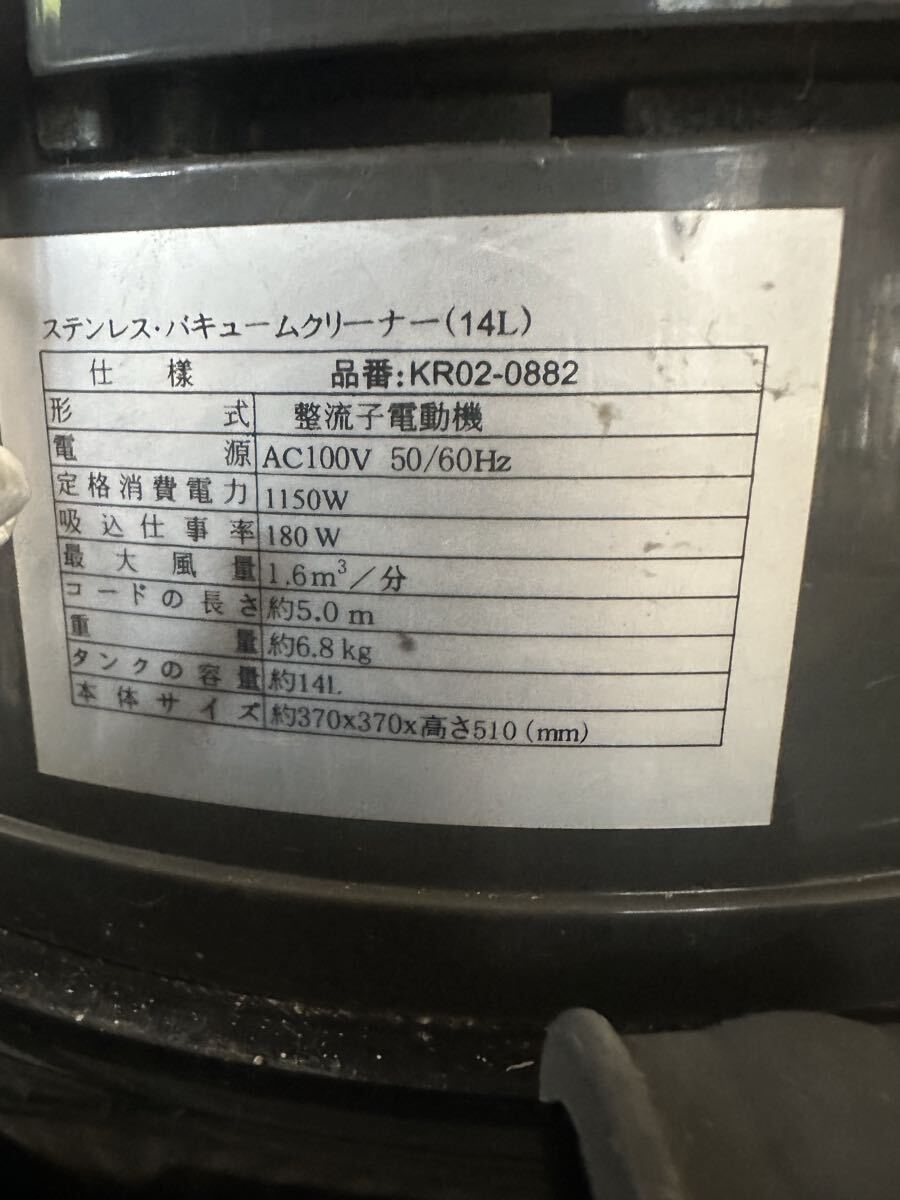 ステンレス・バキュームクリーナー(14L)
仕様 品番:KR02-0882
形式 整流子電動機
電源 AC100V 50/60Hz
定格消費電力 1150W
吸込仕事率 180W
最大風量 1.6m³/分
コードの長さ 約5.0m
重量 約6.8kg
タンクの容量 約14L
本体サイズ 約370x370x高さ510(mm)